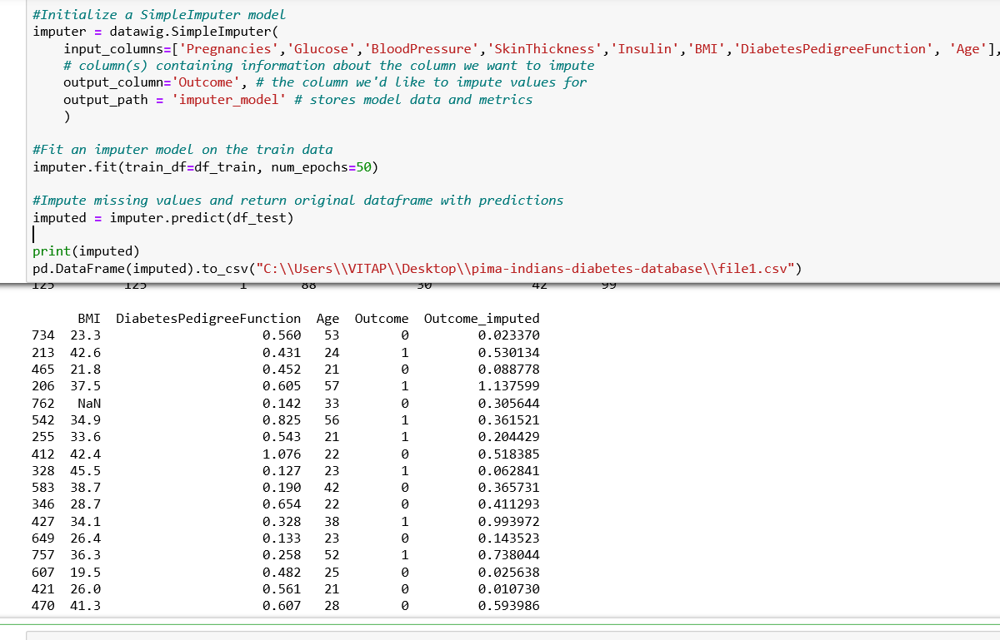 #Initialize a SimpleImputer model
imputer = datawig.SimpleImputer(
    input_columns=['Pregnancies','Glucose','BloodPressure','SkinThickness','Insulin','BMI','DiabetesPedigreeFunction', 'Age'],
    # column(s) containing information about the column we want to impute
    output_column='Outcome', # the column we'd like to impute values for
    output_path = 'imputer_model' # stores model data and metrics
    )
#Fit an imputer model on the train data
imputer.fit(train_df=df_train, num_epochs=50)
#Impute missing values and return original dataframe with predictions
imputed = imputer.predict(df_test)
print(imputed)
pd.DataFrame(imputed).to_csv("C:\\Users\\VITAP\\Desktop\\pima-indians-diabetes-database\\file1.csv")
125 125 1 88 30 42 99
BMI DiabetesPedigreeFunction Age Outcome Outcome_imputed
734 23.3 0.560 53 0 0.023370
213 42.6 0.431 24 1 0.530134
465 21.8 0.452 21 0 0.088778
206 37.5 0.605 57 1 1.137599
762 NaN 0.142 33 0 0.305644
542 34.9 0.825 56 1 0.361521
255 33.6 0.543 21 1 0.204429
412 42.4 1.076 22 0 0.518385
328 45.5 0.127 23 1 0.062841
583 38.7 0.190 42 0 0.365731
346 28.7 0.654 22 0 0.411293
427 34.1 0.328 38 1 0.993972
649 26.4 0.133 23 0 0.143523
757 36.3 0.258 52 1 0.738044
607 19.5 0.482 25 0 0.025638
421 26.0 0.561 21 0 0.010730
470 41.3 0.607 28 0 0.593986